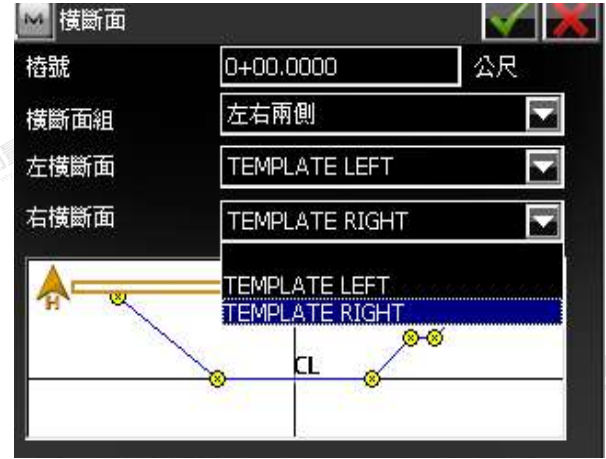 橫斷面
樁號 0+00.0000 公尺
橫斷面組 左右兩側
左橫斷面 TEMPLATE LEFT
右橫斷面 TEMPLATE RIGHT
TEMPLATE LEFT
TEMPLATE RIGHT
H
CL